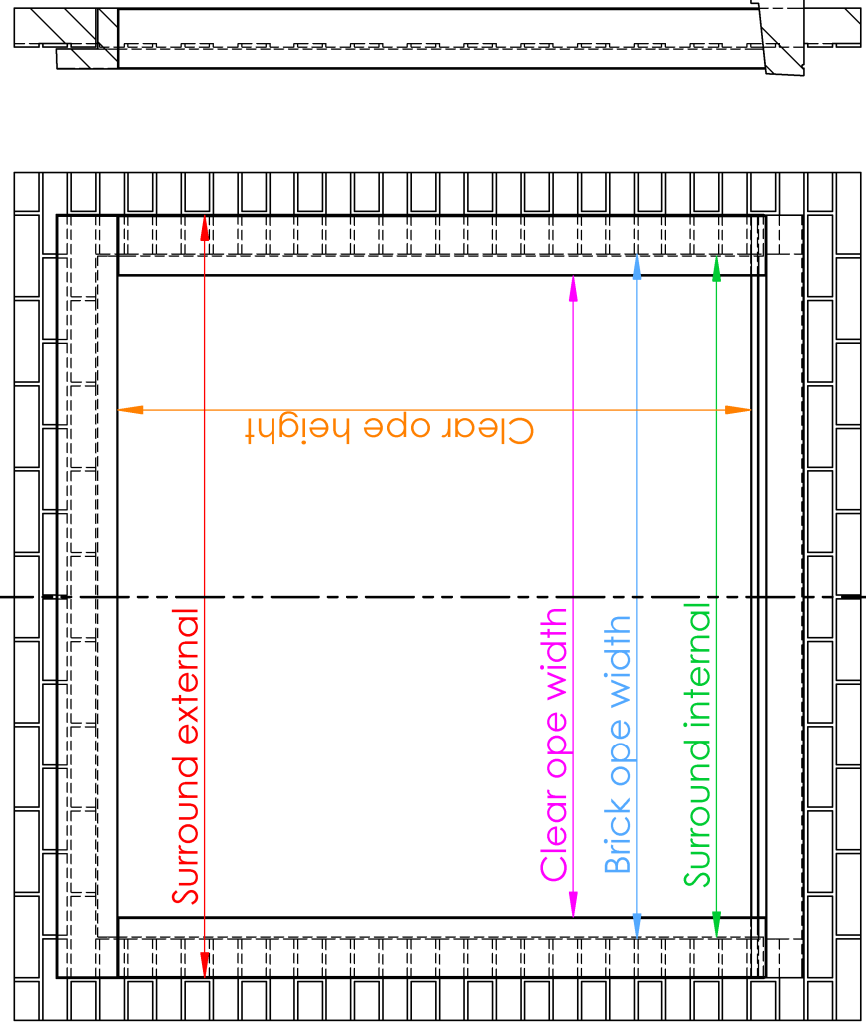 Clear ope height
Surround external
Clear ope width
Brick ope width
Surround internal